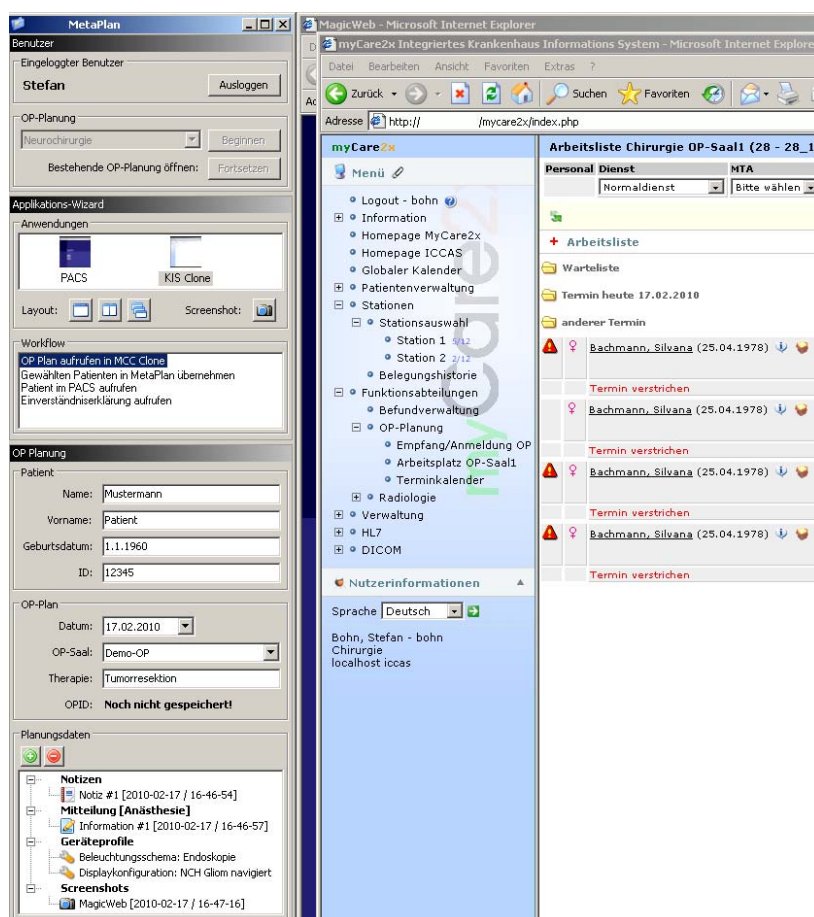 MetaPlan
Benutzer
Eingeloggter Benutzer
Stefan
Ausloggen
OP-Planung
Neurochirurgie
Beginnen
Bestehende OP-Planung öffnen:
Fortsetzen
Applikations-Wizard
Anwendungen
PACS
KIS Clone
Layout:
Screenshot:
Workflow
OP Plan aufrufen in MCC Clone
Gewählten Patienten in MetaPlan übernehmen
Patient im PACS aufrufen
Einverständniserklärung aufrufen
OP Planung
Patient
Name: Mustermann
Vorname: Patient
Geburtsdatum: 1.1.1960
ID: 12345
OP-Plan
Datum: 17.02.2010
OP-Saal: Demo-OP
Therapie: Tumorresektion
OPID: Noch nicht gespeichert!
Planungsdaten
Notizen
Notiz #1 [2010-02-17 / 16-46-54]
Mitteilung [Anästhesie]
Information #1 [2010-02-17 / 16-46-57]
Geräteprofile
Beleuchtungsschema: Endoskopie
Displaykonfiguration: NCH Gliom navigiert
Screenshots
MagicWeb [2010-02-17 / 16-47-16]
MagicWeb - Microsoft Internet Explorer
myCare2x Integriertes Krankenhaus Informations System - Microsoft Internet Explore
Datei Bearbeiten Ansicht Favoriten Extras ?
Zurück Suchen Favoriten
Adresse http:// /mycare2x/index.php
myCare2x
Menü
Logout - bohn
Information
Homepage MyCare2x
Homepage ICCAS
Globaler Kalender
Patientenverwaltung
Stationen
Stationsauswahl
Station 1 5/12
Station 2 2/12
Belegungshistorie
Funktionsabteilungen
Befundverwaltung
OP-Planung
Empfang/Anmeldung OP
Arbeitsplatz OP-Saal1
Terminkalender
Radiologie
Verwaltung
HL7
DICOM
myCare2x
Nutzerinformationen
Sprache Deutsch
Bohn, Stefan - bohn
Chirurgie
localhost iccas
Arbeitsliste Chirurgie OP-Saal1 (28 - 28_1
Personal Dienst MTA
Normaldienst Bitte wählen
+ Arbeitsliste
Warteliste
Termin heute 17.02.2010
anderer Termin
Bachmann, Silvana (25.04.1978)
Termin verstrichen
Bachmann, Silvana (25.04.1978)
Termin verstrichen
Bachmann, Silvana (25.04.1978)
Termin verstrichen
Bachmann, Silvana (25.04.1978)
Termin verstrichen